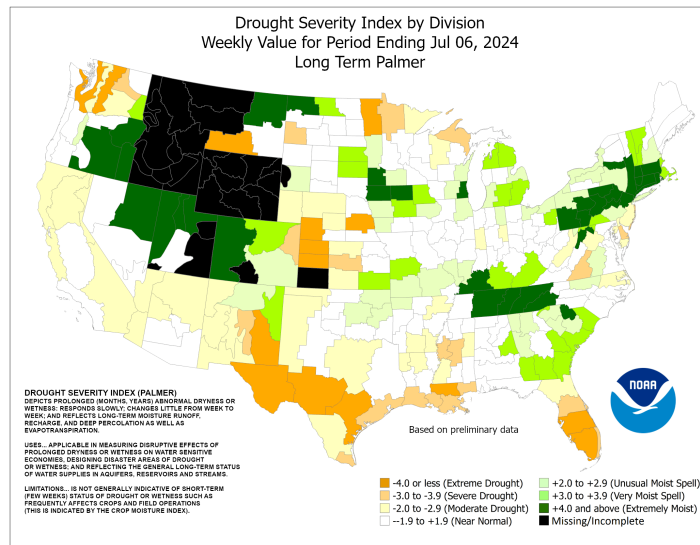 Drought Severity Index by Division
Weekly Value for Period Ending Jul 06, 2024
Long Term Palmer
DROUGHT SEVERITY INDEX (PALMER)
DEPICTS PROLONGED (MONTHS, YEARS) ABNORMAL DRYNESS OR
WETNESS: RESPONDS SLOWLY: CHANGES LITTLE FROM WEEK TO
WEEK; AND REFLECTS LONG-TERM MOISTURE RUNOFF,
RECHARGE, AND DEEP PERCOLATION AS WELL AS
EVAPOTRANSPIRATION.
USES... APPLICABLE IN MEASURING DISRUPTIVE EFFECTS OF
PROLONGED DRYNESS OR WETNESS ON WATER SENSITIVE
ECONOMIES, DESIGNING DISASTER AREAS OF DROUGHT
OR WETNESS; AND REFLECTING THE GENERAL LONG-TERM STATUS
OF WATER SUPPLIES IN AQUIFERS, RESERVOIRS AND STREAMS.
LIMITATIONS... IS NOT GENERALLY INDICATIVE OF SHORT-TERM
(FEW WEEKS) STATUS OF DROUGHT OR WETNESS SUCH AS
FREQUENTLY AFFECTS CROPS AND FIELD OPERATIONS
(THIS IS INDICATED BY THE CROP MOISTURE INDEX).
Based on preliminary data
NOAA
-4.0 or less (Extreme Drought)
-3.0 to -3.9 (Severe Drought)
-2.0 to -2.9 (Moderate Drought)
--1.9 to +1.9 (Near Normal)
+2.0 to +2.9 (Unusual Moist Spell)
+3.0 to +3.9 (Very Moist Spell)
+4.0 and above (Extremely Moist)
Missing/Incomplete